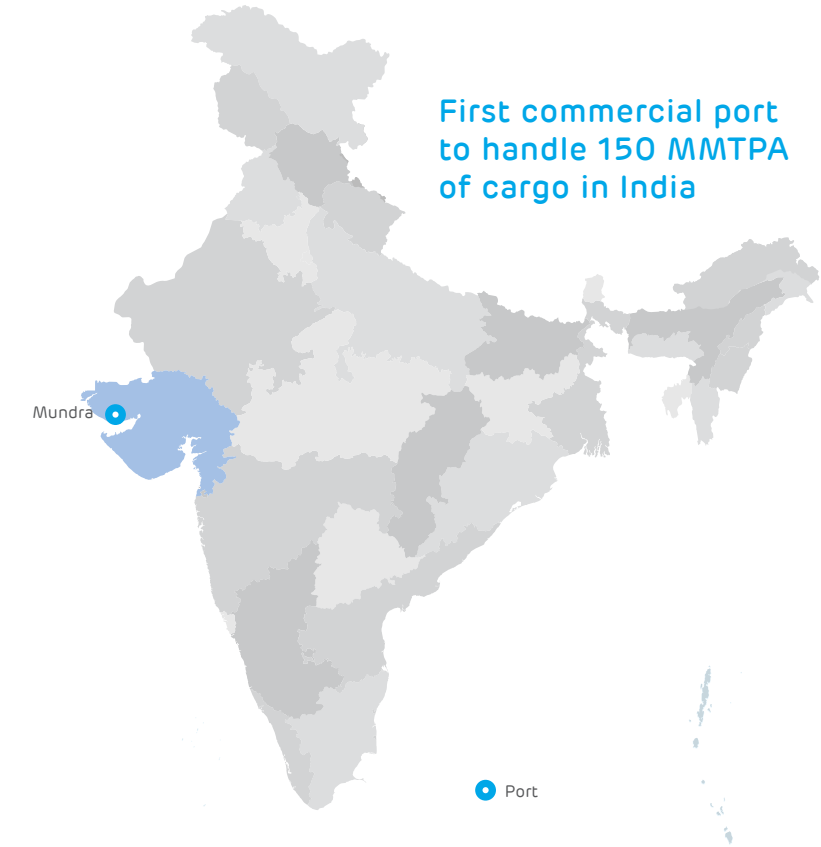 First commercial port
to handle 150 MMTPA
of cargo in India
Mundra
Port